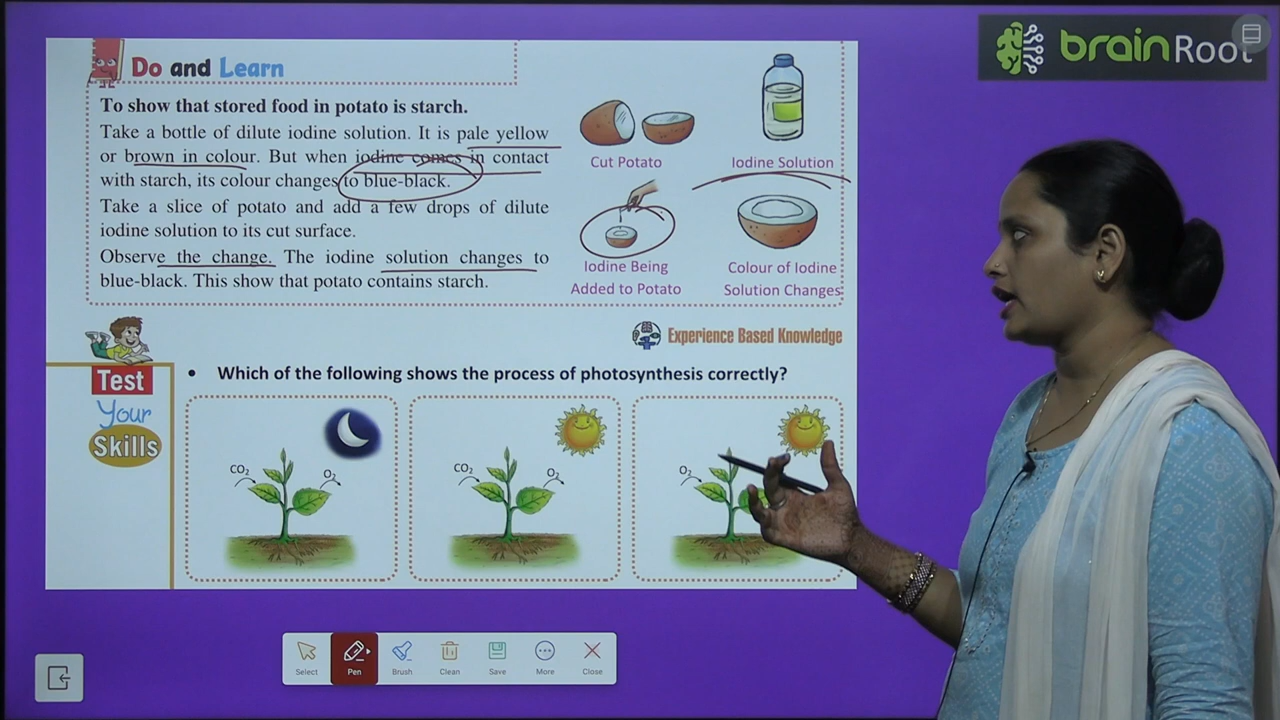 brainRoot
Do and Learn
To show that stored food in potato is starch.
Take a bottle of dilute iodine solution. It is pale yellow
or brown in colour. But when iodine comes in contact
with starch, its colour changes to blue-black.
Take a slice of potato and add a few drops of dilute
iodine solution to its cut surface.
Observe the change. The iodine solution changes to
blue-black. This show that potato contains starch.
Cut Potato
Iodine Solution
Iodine Being
Added to Potato
Colour of Iodine
Solution Changes
Experience Based Knowledge
Test
Your
Skills
• Which of the following shows the process of photosynthesis correctly?
CO₂
O₂
CO₂
O₂
O₂
Select
Pen
Brush
Clean
Save
More
Close